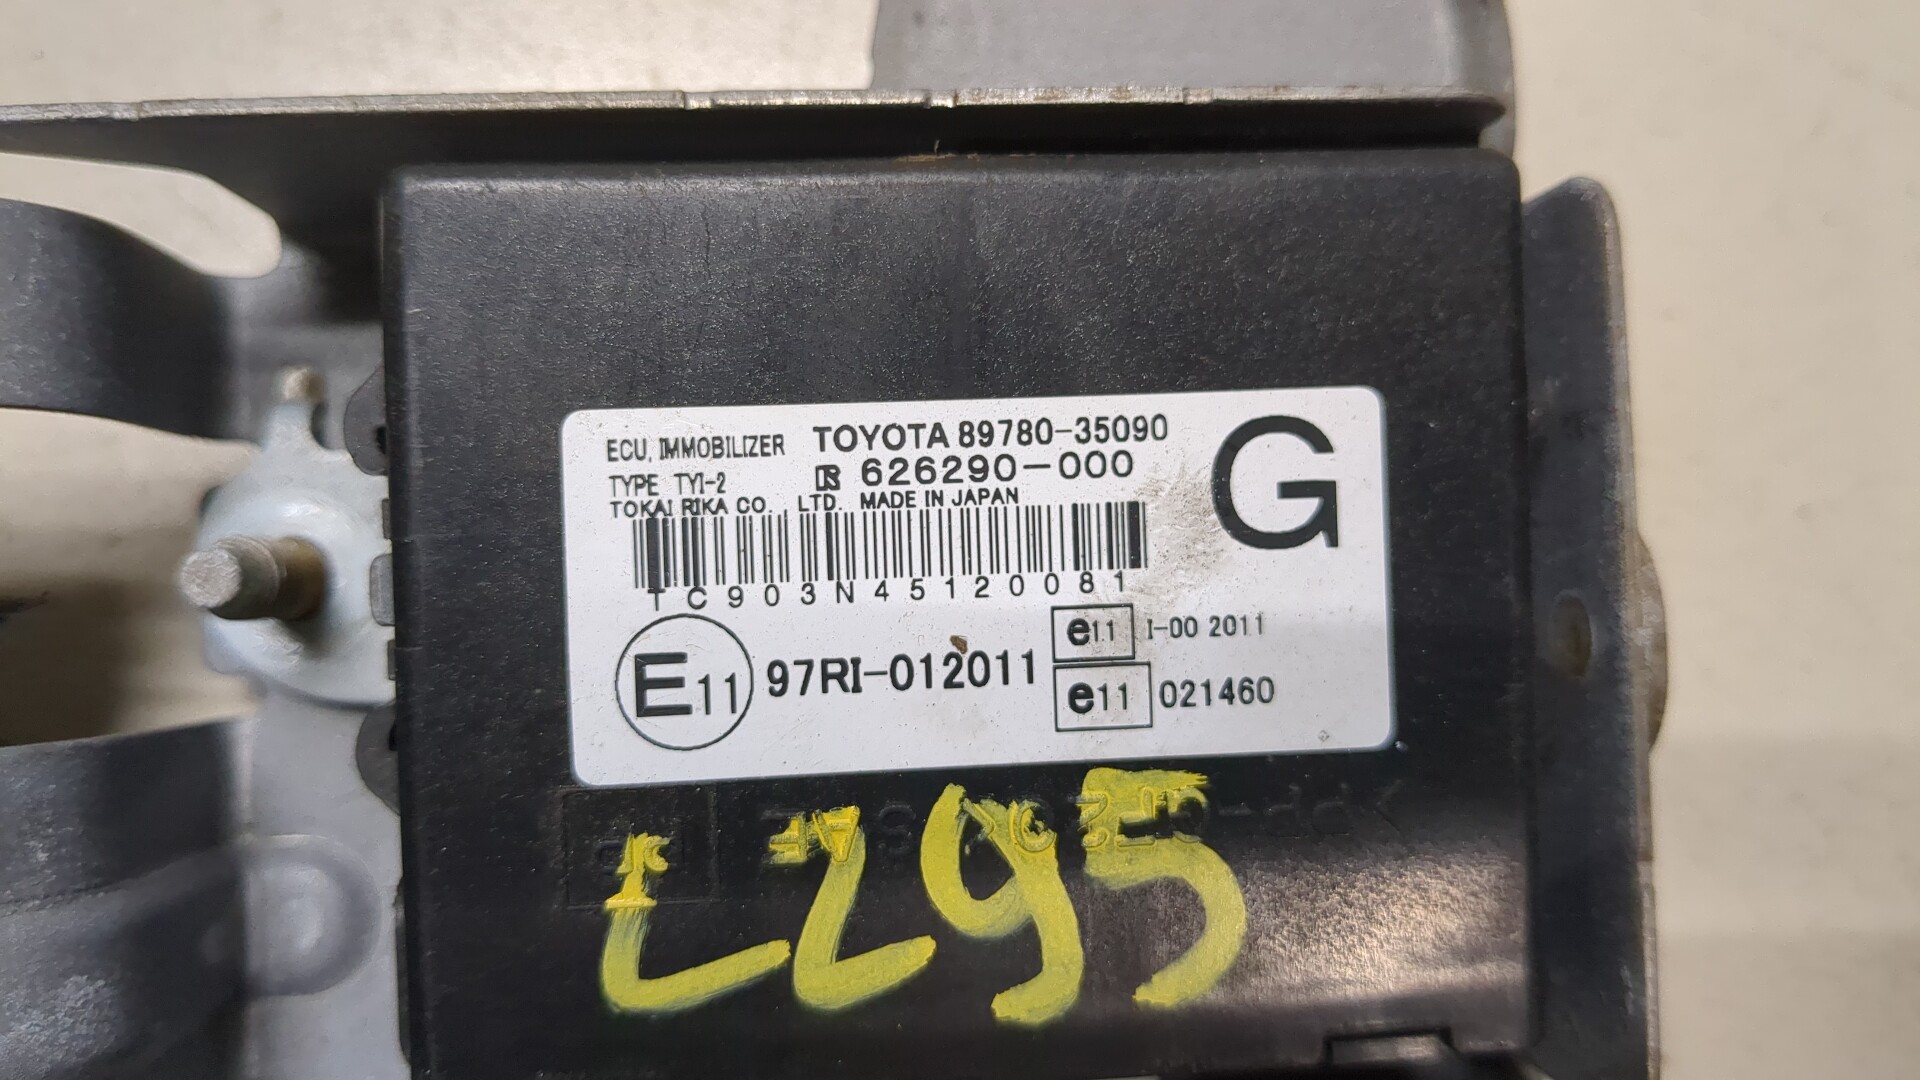 ECU, IMMOBILIZER TOYOTA 89780-35090
TYPE TYI-2 626290-000
TOKAI RIKA CO., LTD. MADE IN JAPAN
G
TC903N45120081
E11 97RI-012011
e11 I-00 2011
e11 021460
L295